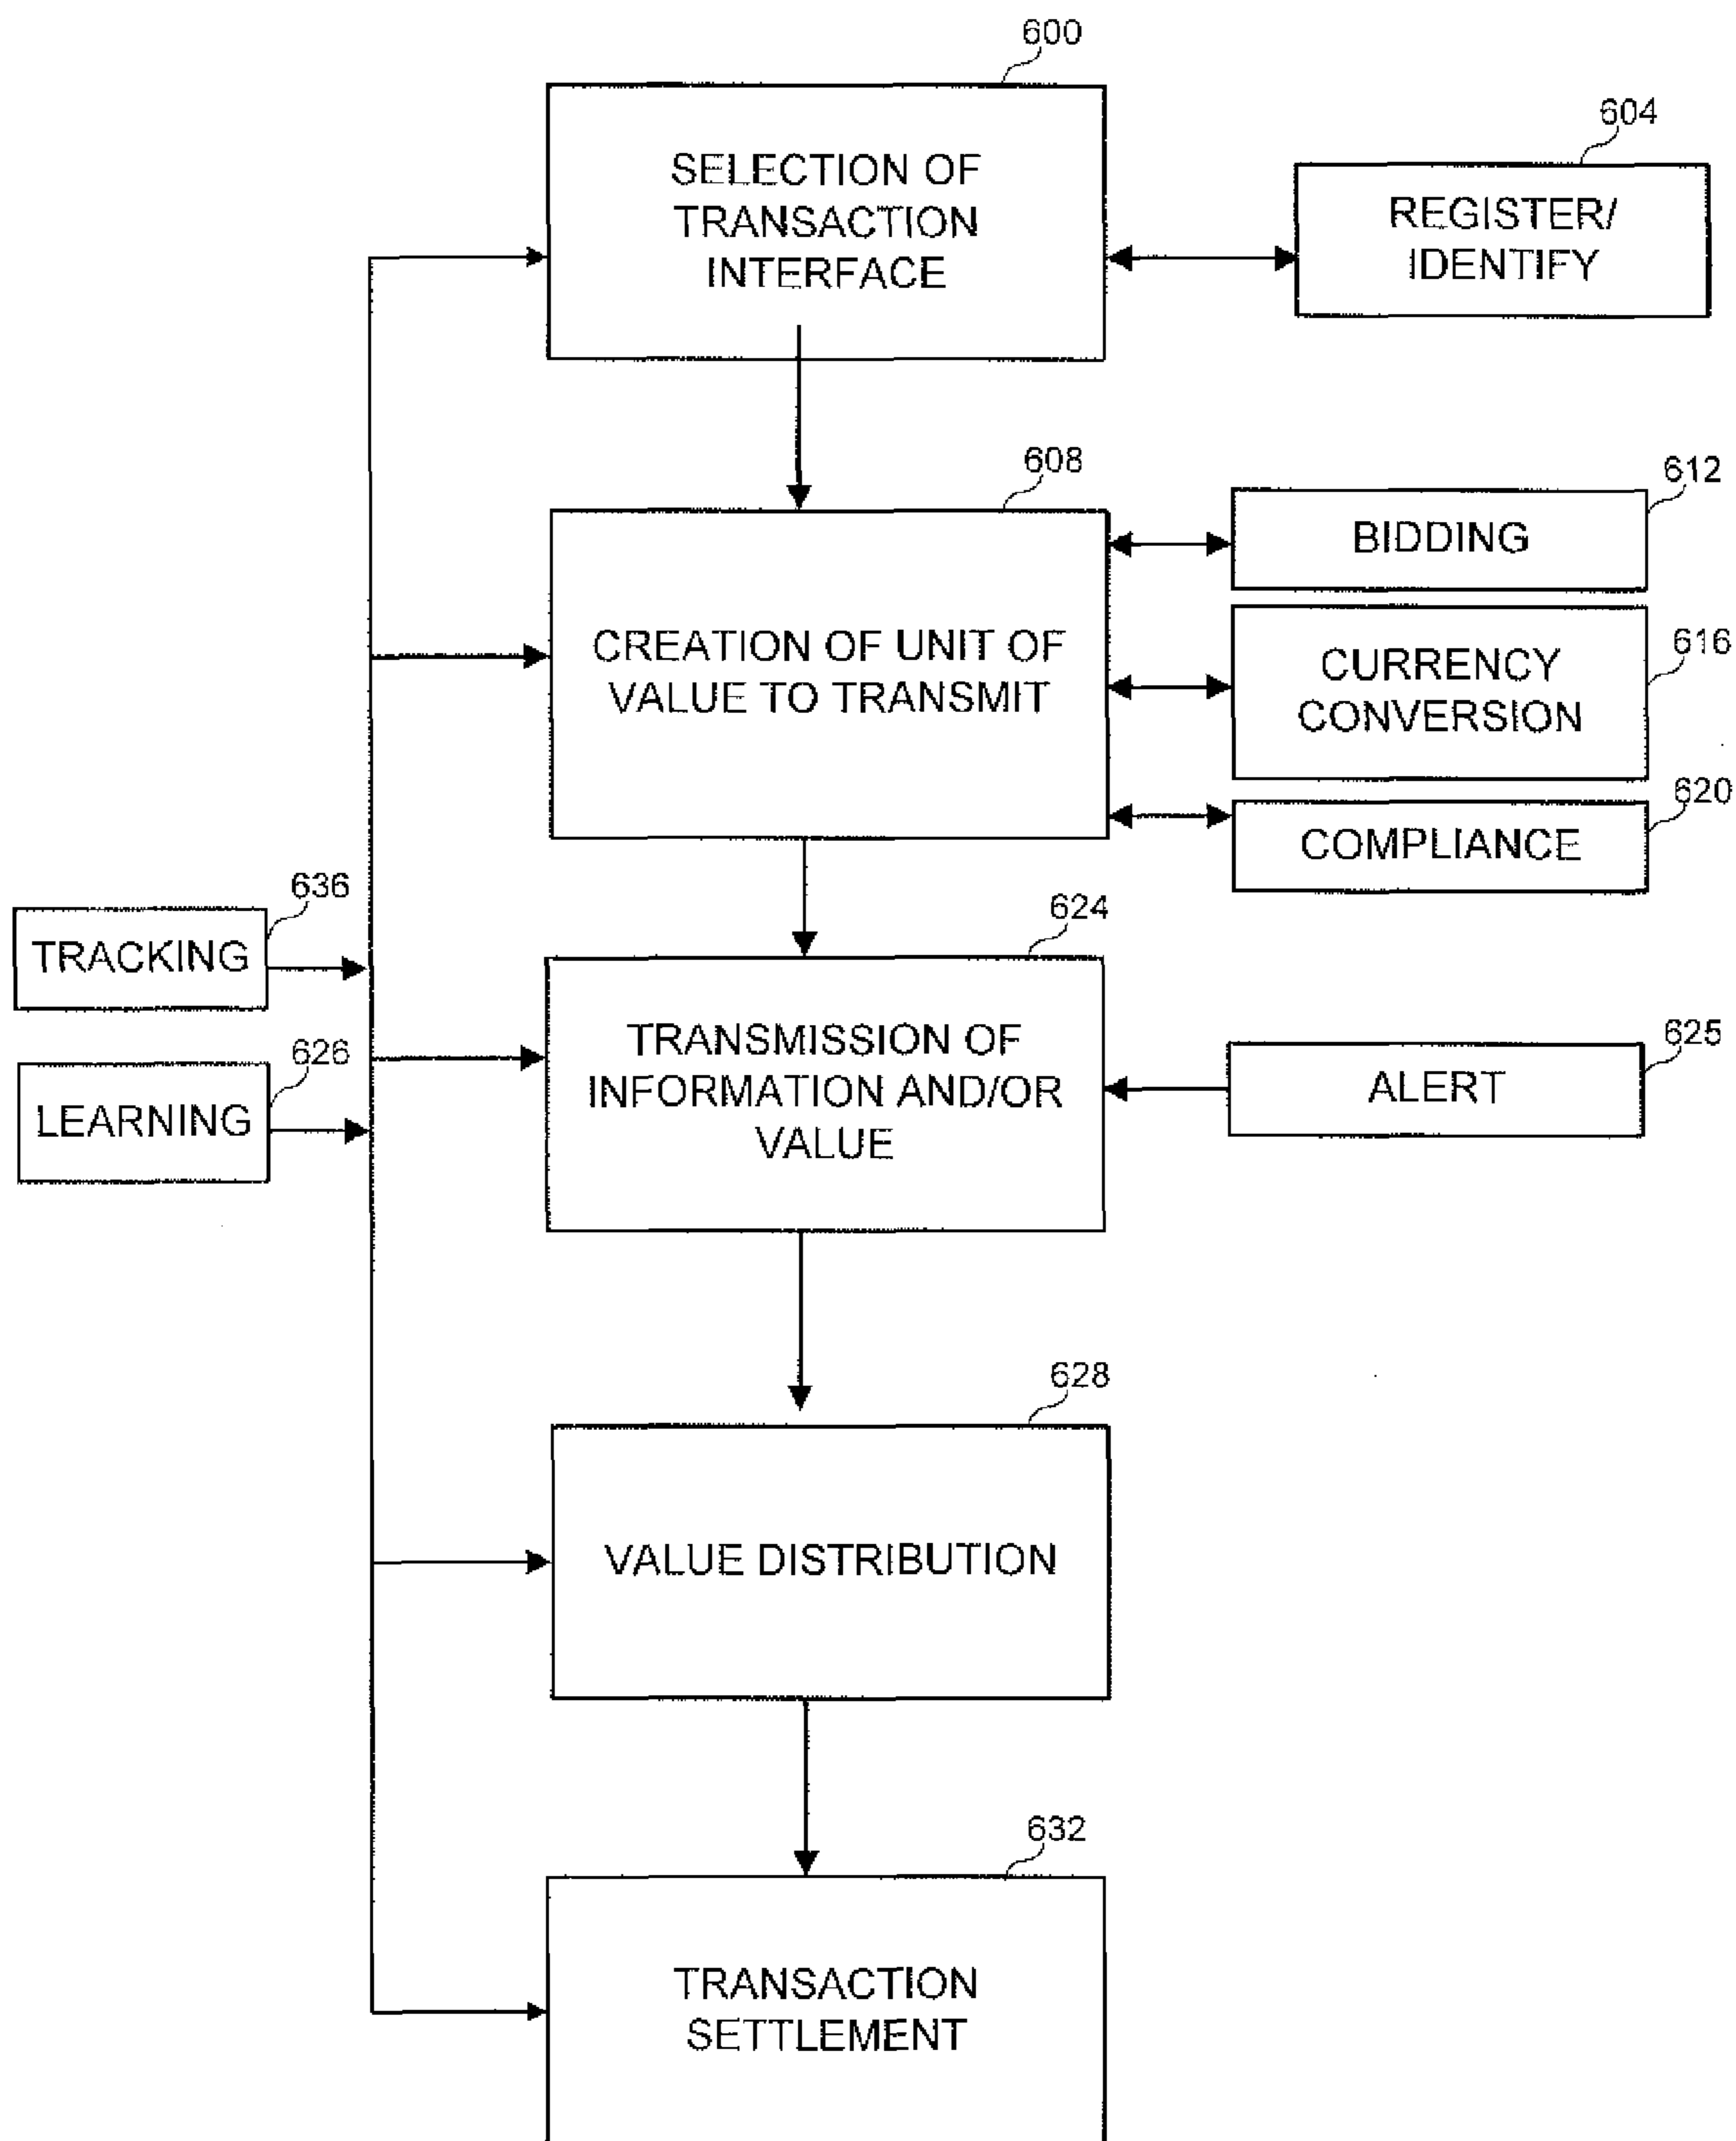 600
SELECTION OF
TRANSACTION
INTERFACE
604
REGISTER/
IDENTIFY
608
CREATION OF UNIT OF
VALUE TO TRANSMIT
612
BIDDING
616
CURRENCY
CONVERSION
620
COMPLIANCE
636
TRACKING
626
LEARNING
624
TRANSMISSION OF
INFORMATION AND/OR
VALUE
625
ALERT
628
VALUE DISTRIBUTION
632
TRANSACTION
SETTLEMENT